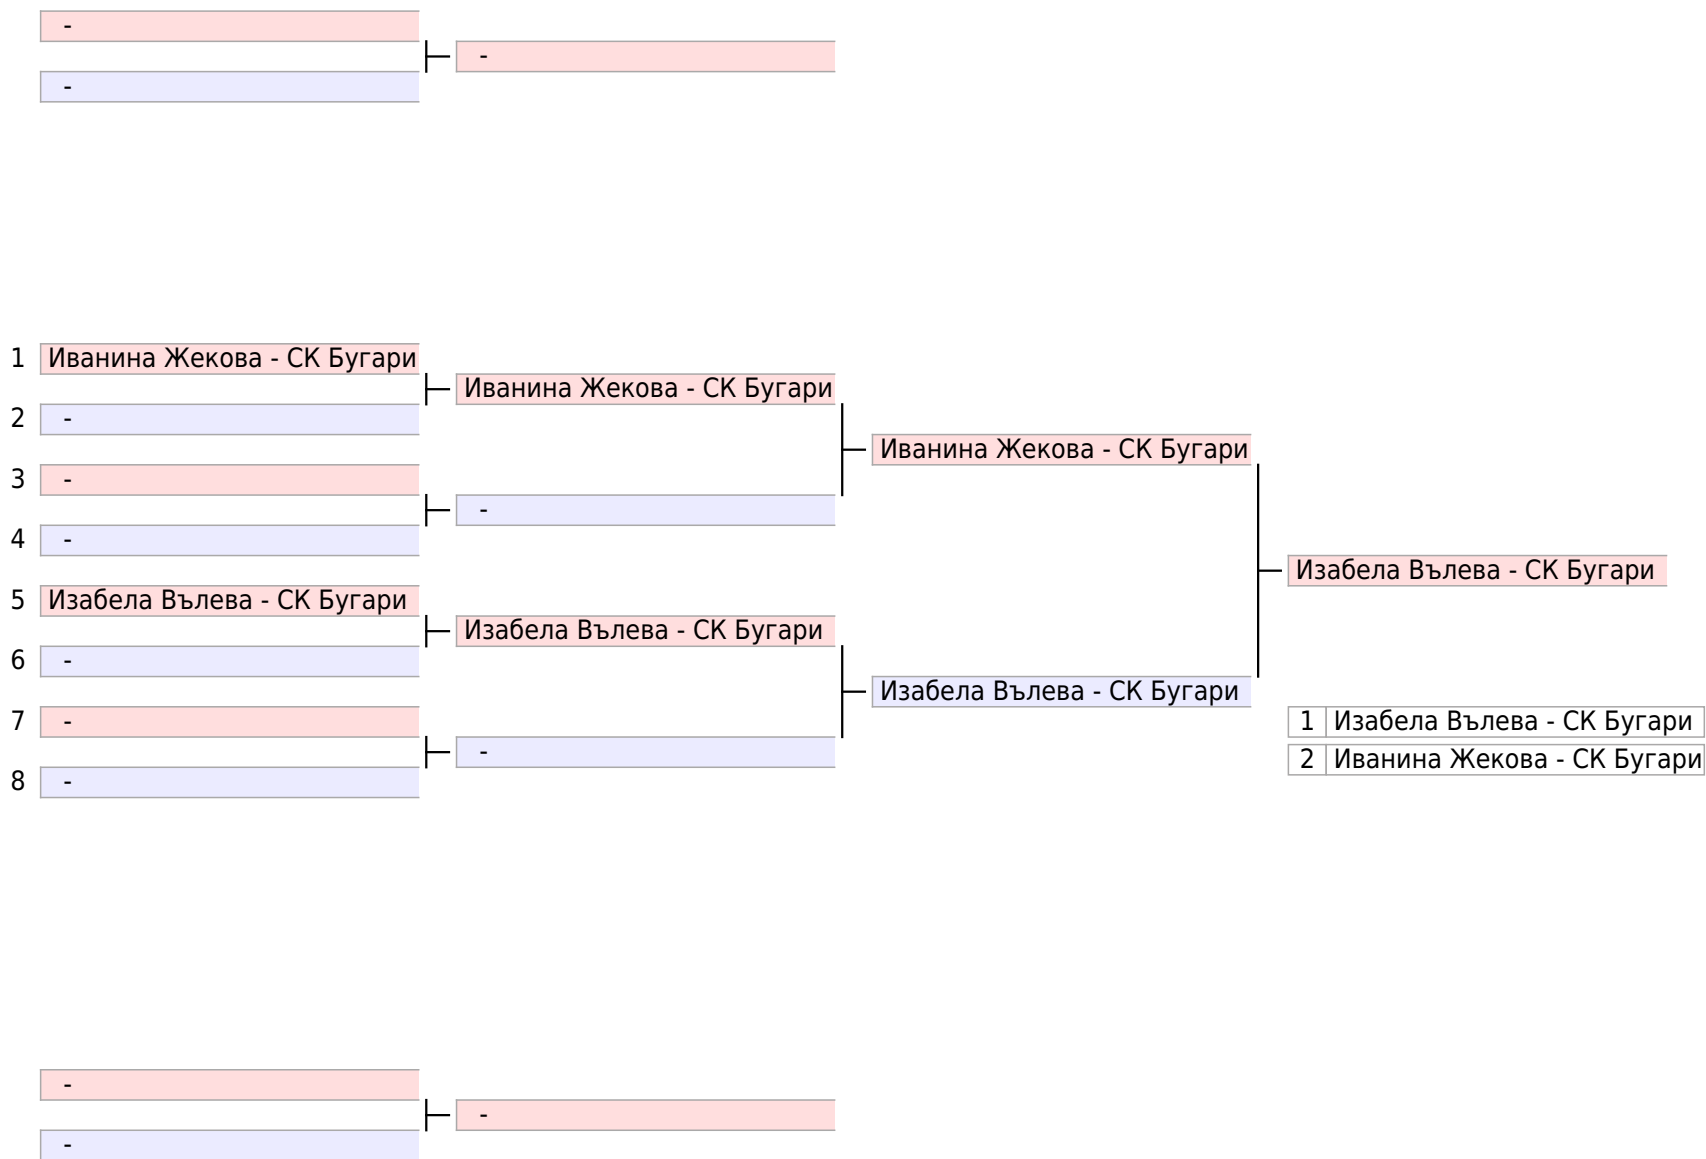 -
-
-
1 Иванина Жекова - СК Бугари
Иванина Жекова - СК Бугари
2 -
Иванина Жекова - СК Бугари
3 -
-
4 -
Изабела Вълева - СК Бугари
5 Изабела Вълева - СК Бугари
Изабела Вълева - СК Бугари
6 -
Изабела Вълева - СК Бугари
7 -
1 Изабела Вълева - СК Бугари
-
2 Иванина Жекова - СК Бугари
8 -
-
-
-